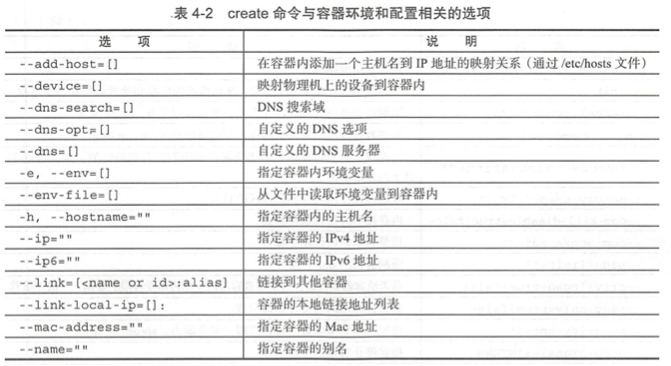 表 4-2 create 命令与容器环境和配置相关的选项
选 项 说 明
--add-host=[] 在容器内添加一个主机名到 IP 地址的映射关系（通过 /etc/hosts 文件）
--device=[] 映射物理机上的设备到容器内
--dns-search=[] DNS 搜索域
--dns-opt=[] 自定义的 DNS 选项
--dns=[] 自定义的 DNS 服务器
-e, --env=[] 指定容器内环境变量
--env-file=[] 从文件中读取环境变量到容器内
-h, --hostname="" 指定容器内的主机名
--ip="" 指定容器的 IPv4 地址
--ip6="" 指定容器的 IPv6 地址
--link=[<name or id>:alias] 链接到其他容器
--link-local-ip=[]: 容器的本地链接地址列表
--mac-address="" 指定容器的 Mac 地址
--name="" 指定容器的别名